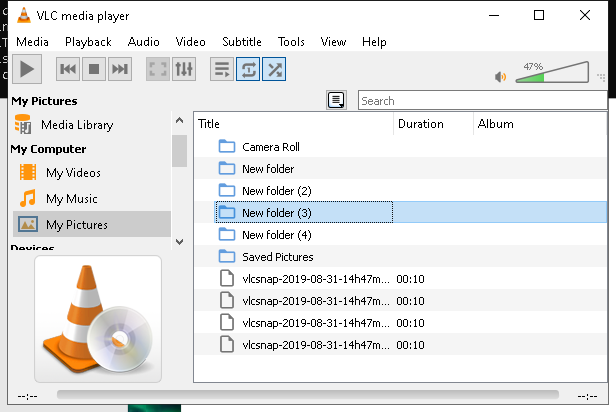 VLC media player
Media Playback Audio Video Subtitle Tools View Help
47%
My Pictures
Search
Media Library
My Computer
My Videos
My Music
My Pictures
Devices
Title Duration Album
Camera Roll
New folder
New folder (2)
New folder (3)
New folder (4)
Saved Pictures
vlcsnap-2019-08-31-14h47m... 00:10
vlcsnap-2019-08-31-14h47m... 00:10
vlcsnap-2019-08-31-14h47m... 00:10
vlcsnap-2019-08-31-14h47m... 00:10
--:-- --:--